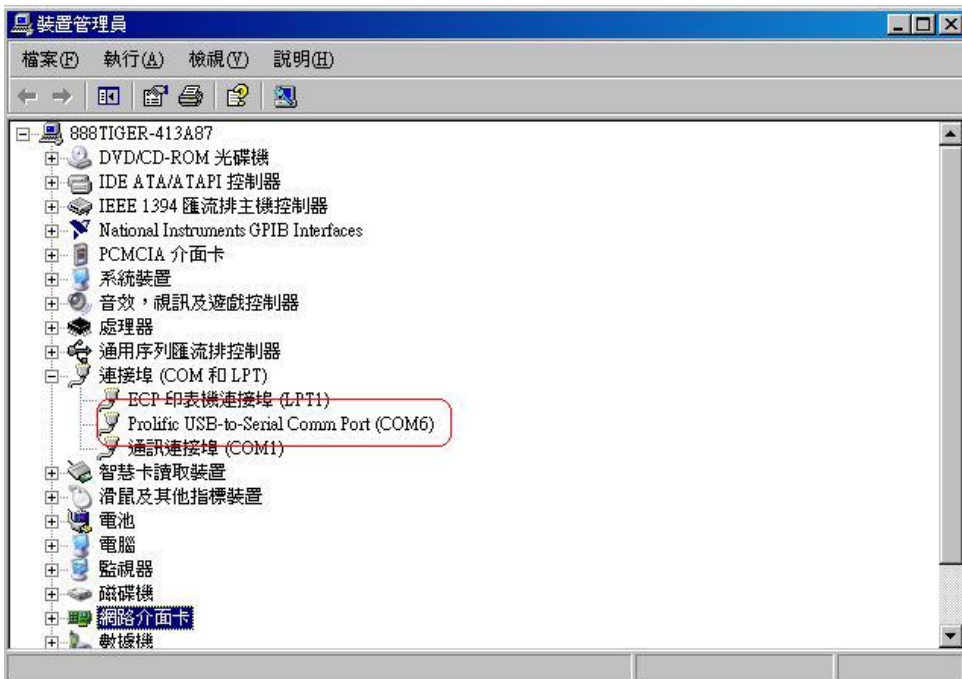 裝置管理員
檔案(F) 執行(A) 檢視(V) 說明(H)
888TIGER-413A87
DVD/CD-ROM 光碟機
IDE ATA/ATAPI 控制器
IEEE 1394 匯流排主機控制器
National Instruments GPIB Interfaces
PCMCIA 介面卡
系統裝置
音效，視訊及遊戲控制器
處理器
通用序列匯流排控制器
連接埠 (COM 和 LPT)
ECP 印表機連接埠 (LPT1)
Prolific USB-to-Serial Comm Port (COM6)
通訊連接埠 (COM1)
智慧卡讀取裝置
滑鼠及其他指標裝置
電池
電腦
監視器
磁碟機
網路介面卡
數據機